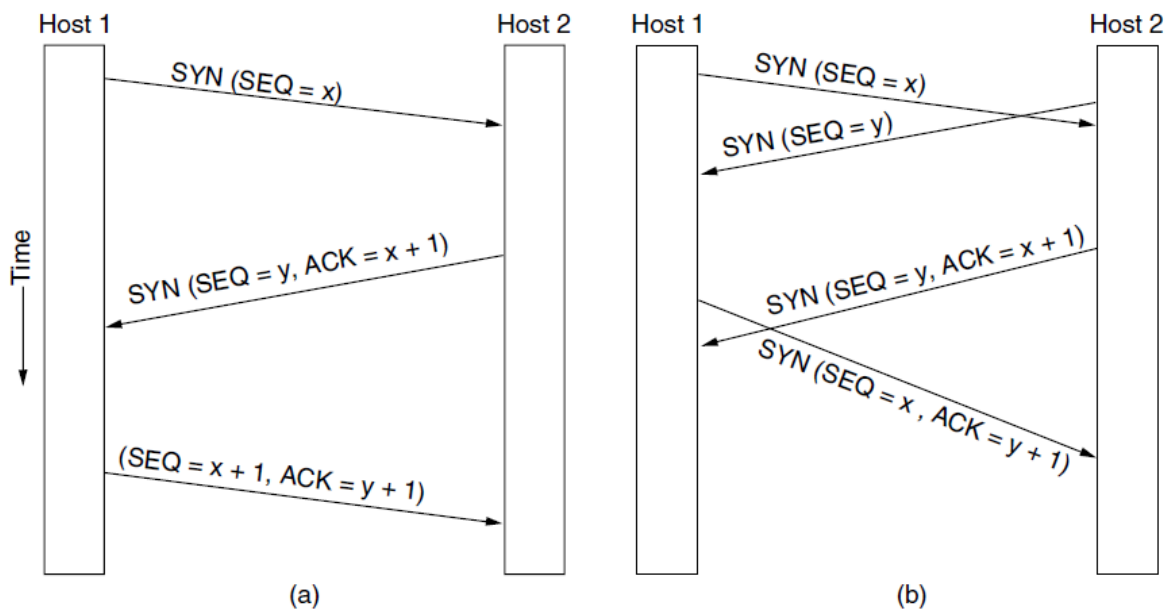 Host 1
Host 2
SYN (SEQ = x)
SYN (SEQ = y, ACK = x + 1)
(SEQ = x + 1, ACK = y + 1)
Time
(a)
Host 1
Host 2
SYN (SEQ = x)
SYN (SEQ = y)
SYN (SEQ = y, ACK = x + 1)
SYN (SEQ = x , ACK = y + 1)
(b)